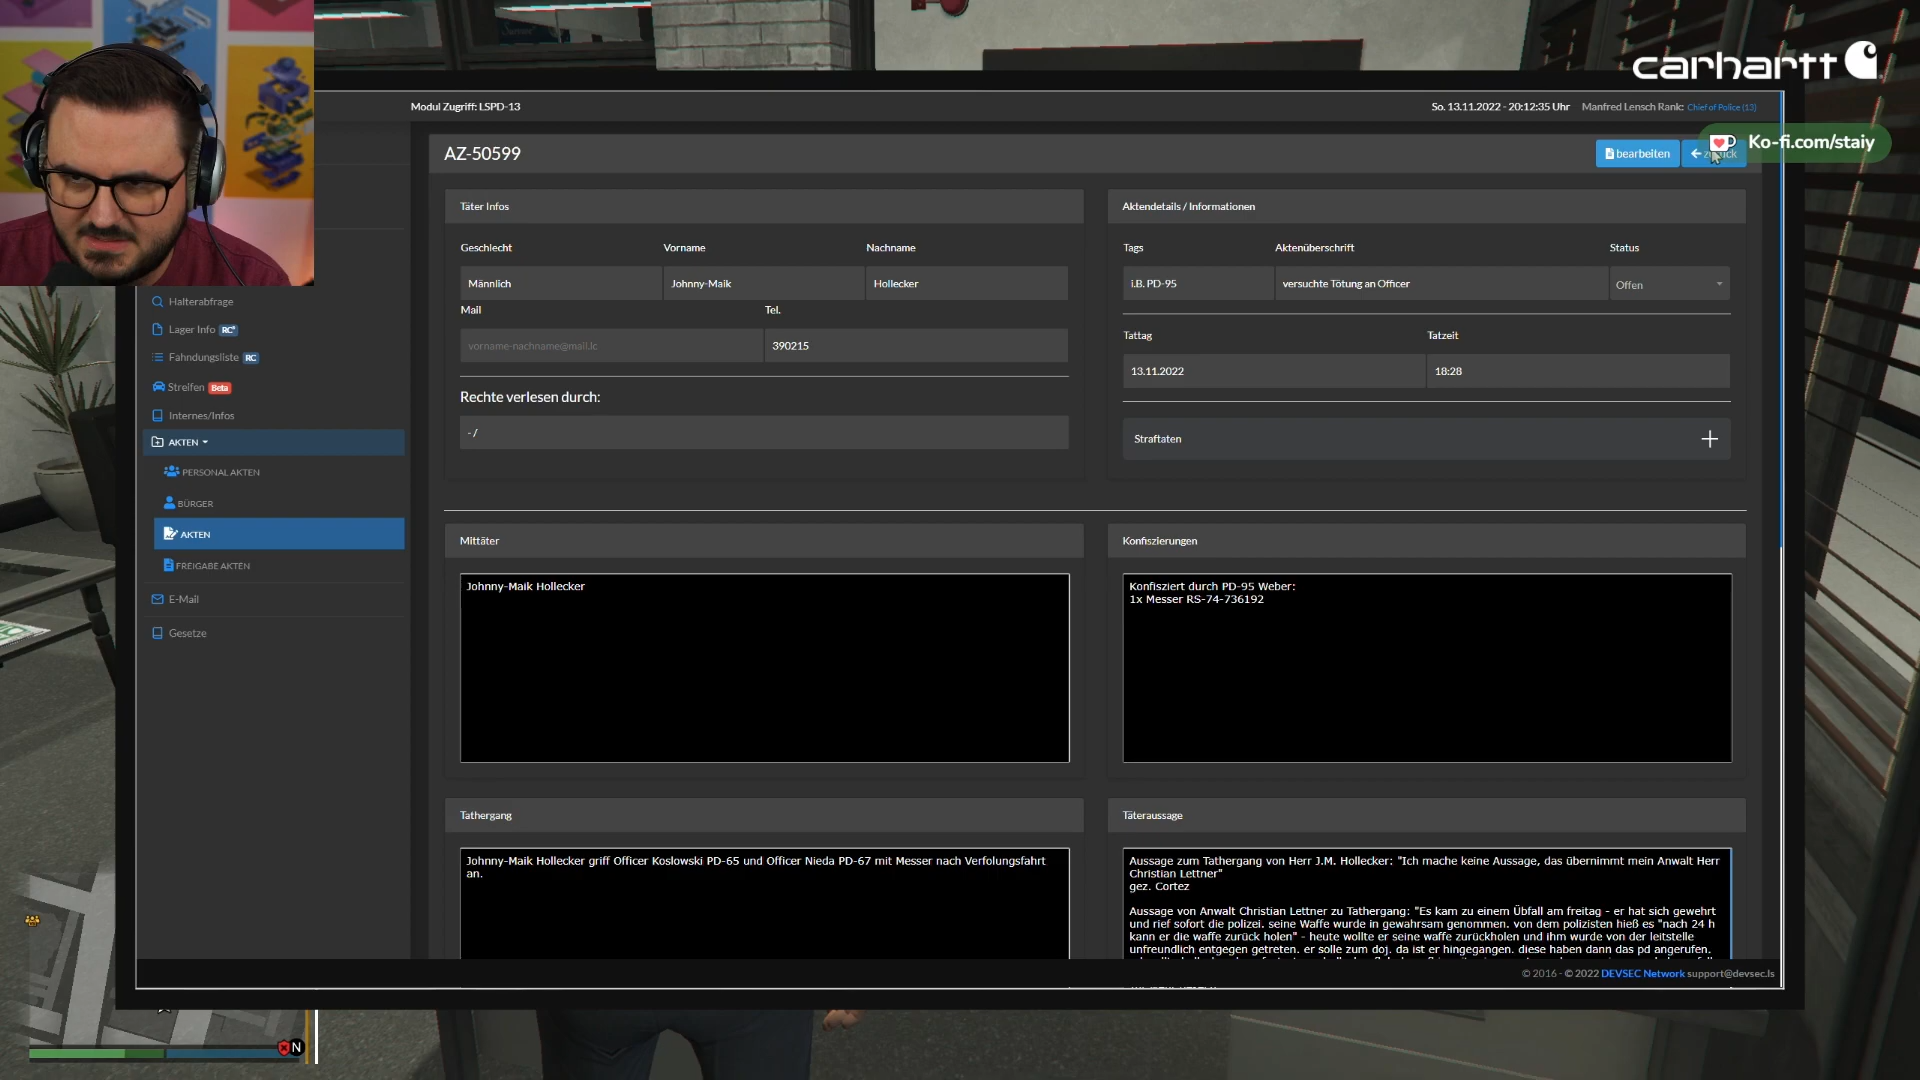 carhartt
Modul Zugriff: LSPD-13
So. 13.11.2022 - 20:12:35 Uhr
Manfred Lensch Rank: Chief of Police (13)
Ko-fi.com/staiy
AZ-50599
bearbeiten
Täter Infos
Geschlecht
Vorname
Nachname
Männlich
Johnny-Maik
Hollecker
Mail
Tel.
vorname-nachname@mail.lc
390215
Rechte verlesen durch:
- /
Aktendetails / Informationen
Tags
Aktenüberschrift
Status
i.B. PD-95
versuchte Tötung an Officer
Offen
Tattag
Tatzeit
13.11.2022
18:28
Straftaten
Halterabfrage
Lager Info RC²
Fahndungsliste RC
Streifen Beta
Internes/Infos
AKTEN
PERSONAL AKTEN
BÜRGER
AKTEN
FREIGABE AKTEN
E-Mail
Gesetze
Mittäter
Johnny-Maik Hollecker
Konfiszierungen
Konfisziert durch PD-95 Weber:
1x Messer RS-74-736192
Tathergang
Johnny-Maik Hollecker griff Officer Koslowski PD-65 und Officer Nieda PD-67 mit Messer nach Verfolungsfahrt
an.
Täteraussage
Aussage zum Tathergang von Herr J.M. Hollecker: "Ich mache keine Aussage, das übernimmt mein Anwalt Herr
Christian Lettner"
gez. Cortez
Aussage von Anwalt Christian Lettner zu Tathergang: "Es kam zu einem Übfall am freitag - er hat sich gewehrt
und rief sofort die polizei. seine Waffe wurde in gewahrsam genommen. von dem polizisten hieß es "nach 24 h
kann er die waffe zurück holen" - heute wollte er seine waffe zurückholen und ihm wurde von der leitstelle
unfreundlich entgegen getreten. er solle zum doj. da ist er hingegangen. diese haben dann das pd angerufen.
© 2016 - © 2022 DEVSEC Network support@devsec.ls
N